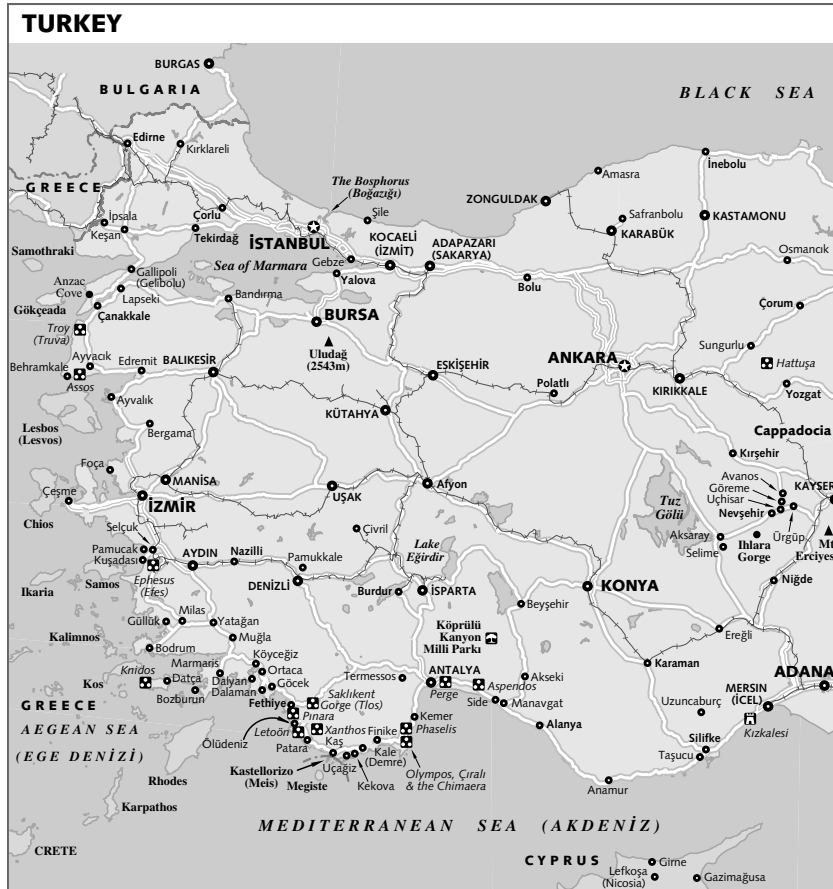 TURKEY
BURGAS
BULGARIA
BLACK SEA
Edirne
Kırklareli
İnebolu
Amasra
The Bosphorus
(Boğaziğı)
GREECE
ZONGULDAK
Safranbolu
KASTAMONU
İpsala
Çorlu
Şile
KARABÜK
Keşan
Tekirdağ
İSTANBUL
KOCAELİ
(İZMİT)
ADAPAZARI
(SAKARYA)
Samothraki
Sea of Marmara
Gebze
Osmancık
Gallipoli
(Gelibolu)
Yalova
Bolu
Anzac
Cove
Lapseki
Bandırma
Gökçeada
Çanakkale
Çorum
Troy
(Truva)
BURSA
Sungurlu
Uludağ
(2543m)
ANKARA
Hattuşa
Ayvacık
Edremit
BALIKESİR
Behramkale
Assos
ESKİŞEHİR
Polatlı
KIRIKKALE
Yozgat
Ayvalık
KÜTAHYA
Lesbos
(Lesvos)
Bergama
Cappadocia
Kırşehir
Foça
MANİSA
Afyon
Avanos
Göreme
Uçhisar
KAYSER
Çeşme
İZMİR
UŞAK
Tuz
Gölü
Nevşehir
Chios
Selçuk
Çivril
Ürgüp
Pamucak
Kuşadası
AYDIN
Nazilli
Lake
Eğirdir
Aksaray
Selime
Ihlara
Gorge
Mt
Erciyes
Ephesus
(Efes)
Pamukkale
Samos
DENİZLİ
Burdur
İSPARTA
KONYA
Niğde
Ikaria
Beyşehir
Milas
Güllük
Yatağan
Köprülü
Kanyon
Milli Parkı
Ereğli
Kalimnos
Muğla
Bodrum
Köyceğiz
Karaman
Marmaris
Ortaca
Termessos
ANTALYA
Akseki
ADANA
Knidos
Datça
Dalyan
Göcek
Perge
Aspendos
MERSIN
(İCEL)
Kos
Bozburun
Dalaman
Saklıkent
Gorge (Tlos)
Side
Manavgat
Uzuncaburç
GREECE
Fethiye
Pınara
Kemer
Phaselis
Alanya
Kızkalesi
AEGEAN SEA
(EGE DENİZİ)
Letoön
Xanthos
Finike
Silifke
Ölüdeniz
Patara
Kaş
Kale
(Demre)
Taşucu
Rhodes
Kastellorizo
(Meis)
Uçağiz
Olympos, Çıralı
& the Chimaera
Megiste
Kekova
Anamur
Karpathos
MEDITERRANEAN SEA (AKDENİZ)
CRETE
CYPRUS
Girne
Lefkoşa
(Nicosia)
Gazimağusa